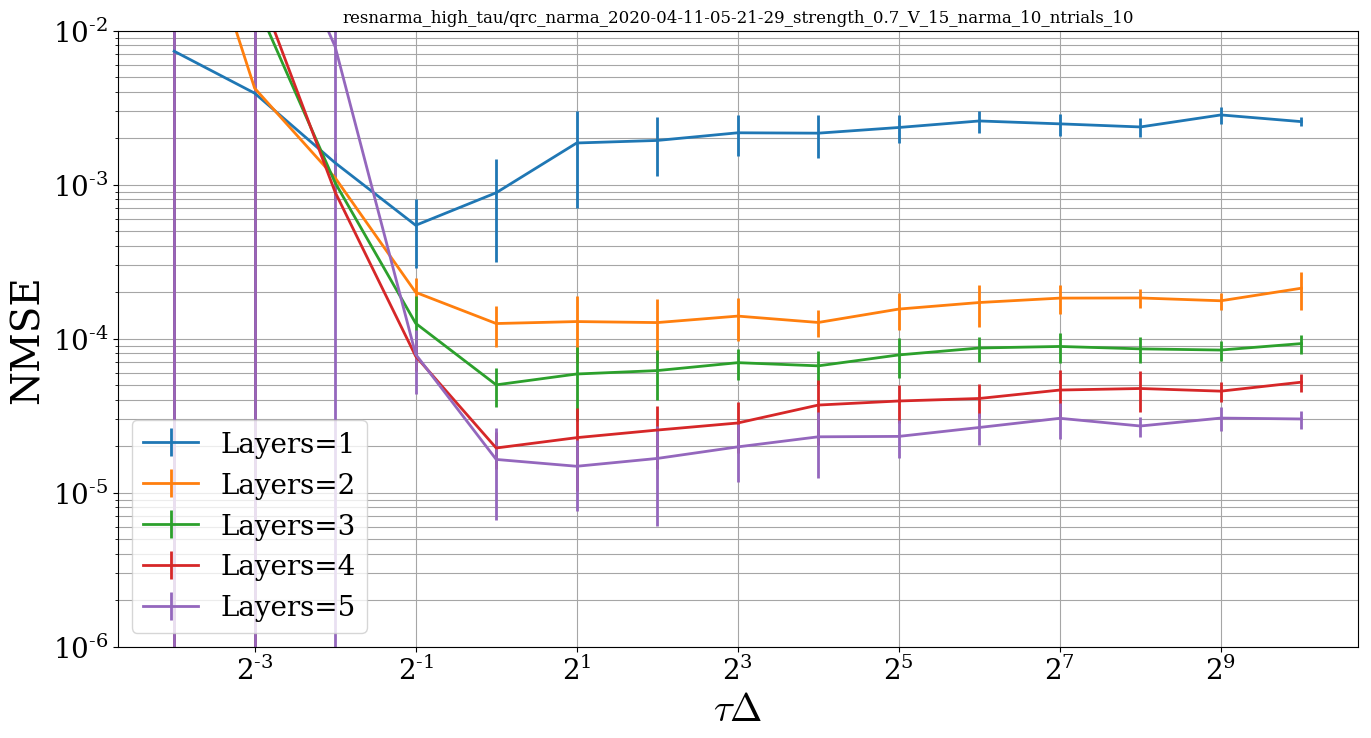 resnarma_high_tau/qrc_narma_2020-04-11-05-21-29_strength_0.7_V_15_narma_10_ntrials_10
10^-2
10^-3
10^-4
10^-5
10^-6
NMSE
Layers=1
Layers=2
Layers=3
Layers=4
Layers=5
2^-3 2^-1 2^1 2^3 2^5 2^7 2^9
τΔ